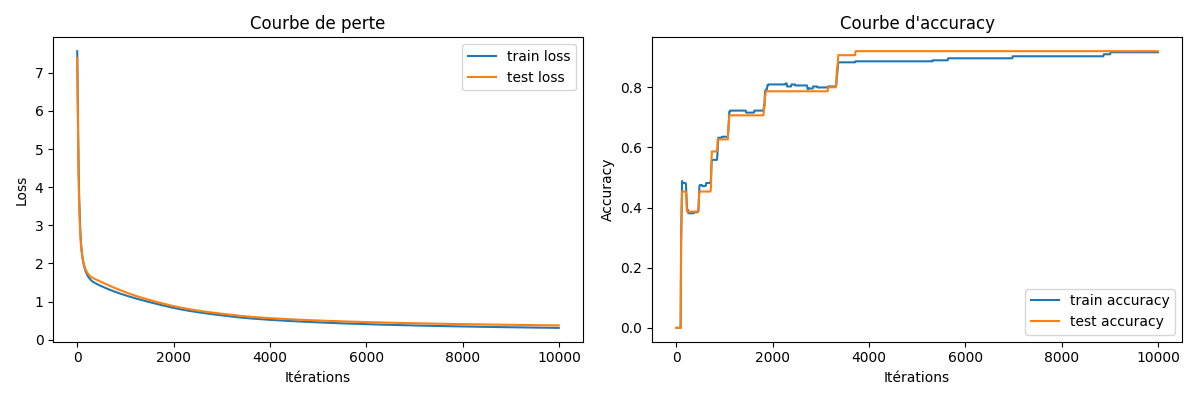 Courbe de perte
train loss
test loss
7
6
5
4
3
2
1
0
Loss
0
2000
4000
6000
8000
10000
Itérations
Courbe d'accuracy
0.8
0.6
0.4
0.2
0.0
Accuracy
train accuracy
test accuracy
0
2000
4000
6000
8000
10000
Itérations